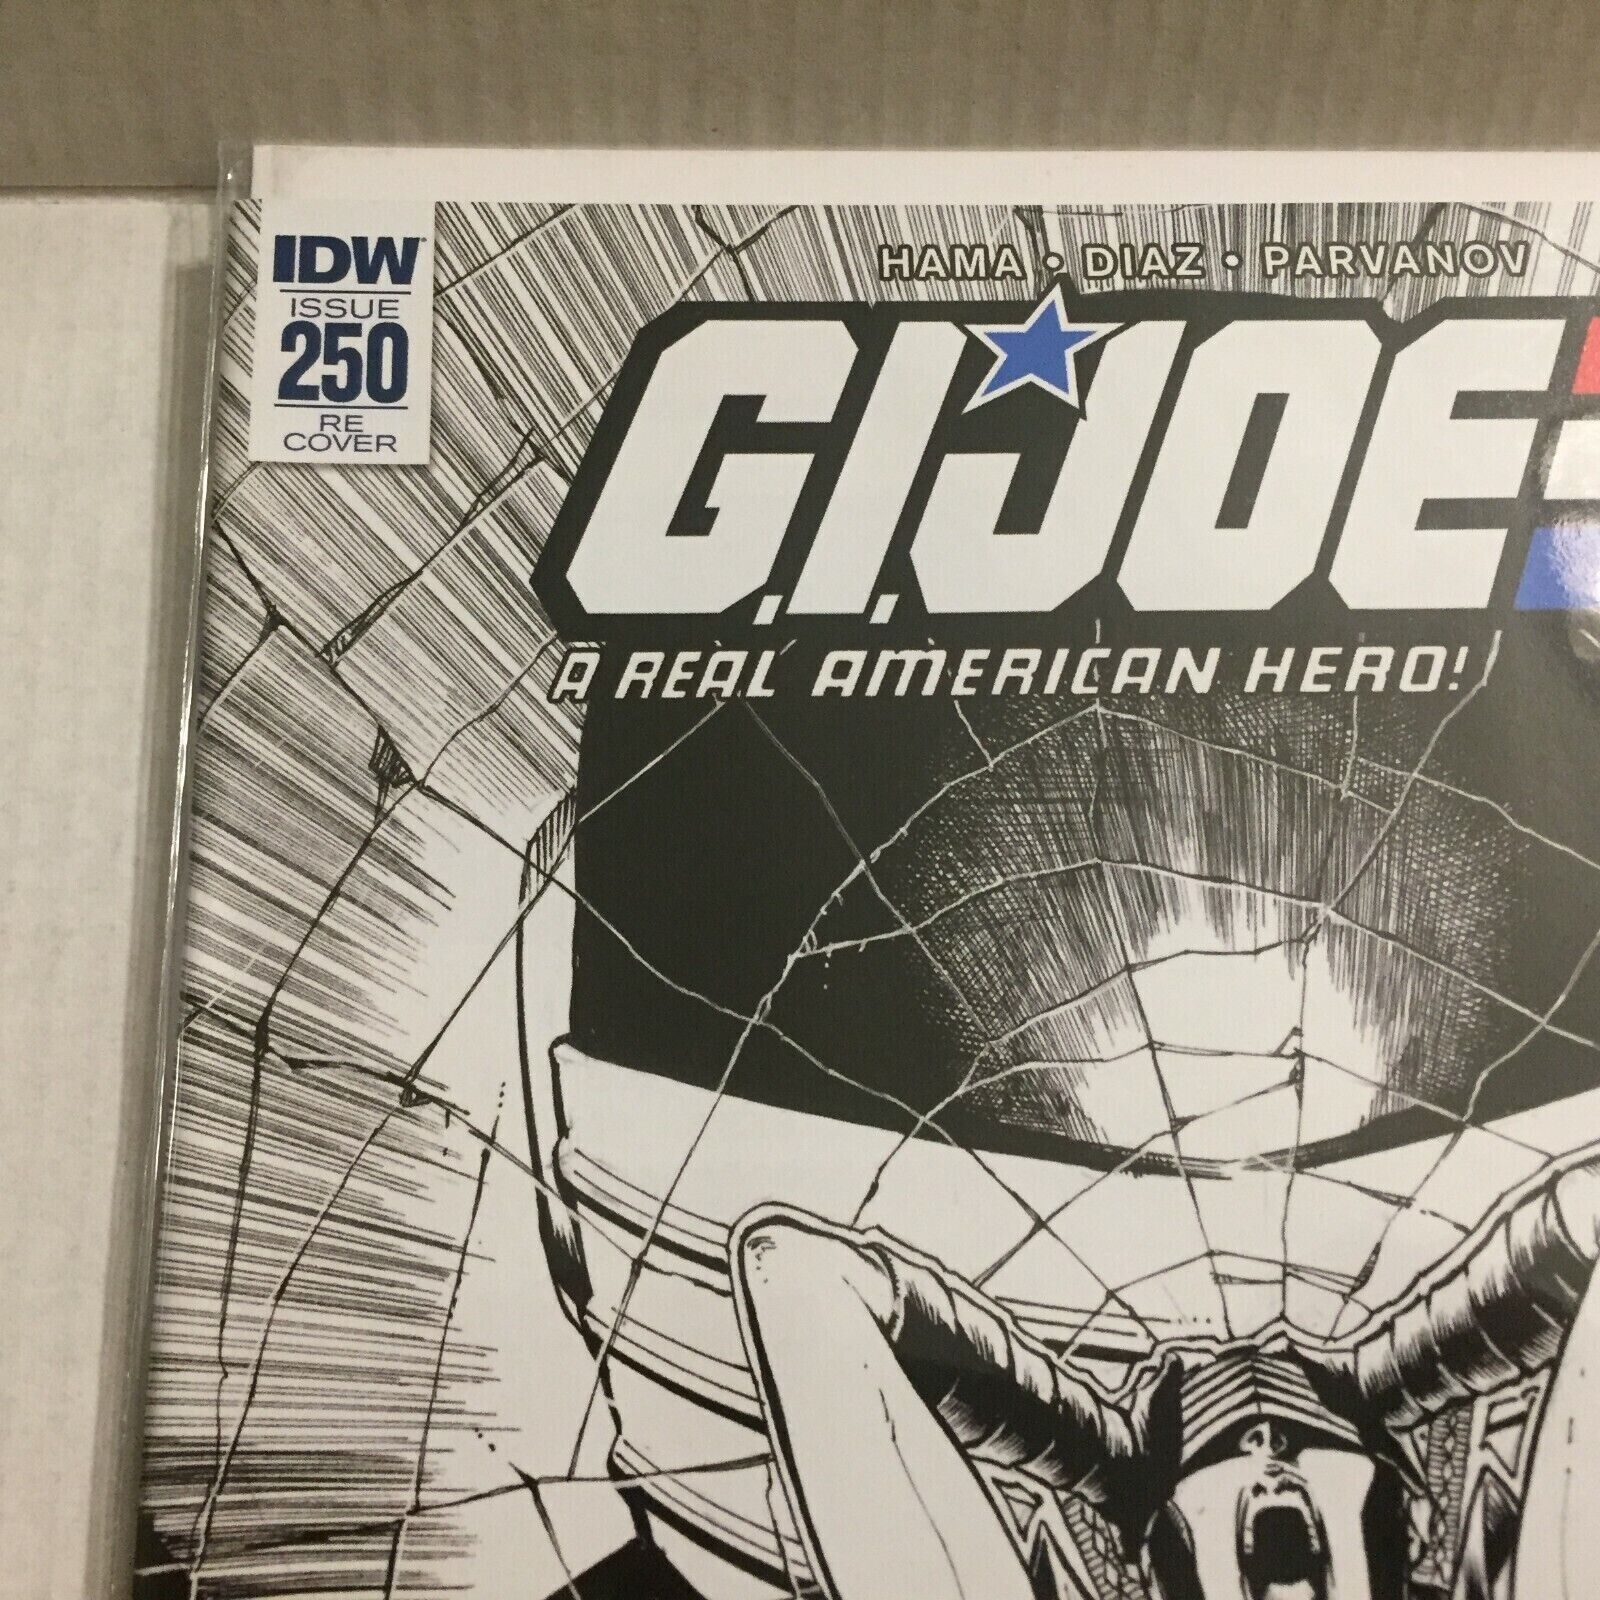 IDW
ISSUE
250
RE
COVER
HAMA • DIAZ • PARVANOV
G.I.JOE
A REAL AMERICAN HERO!